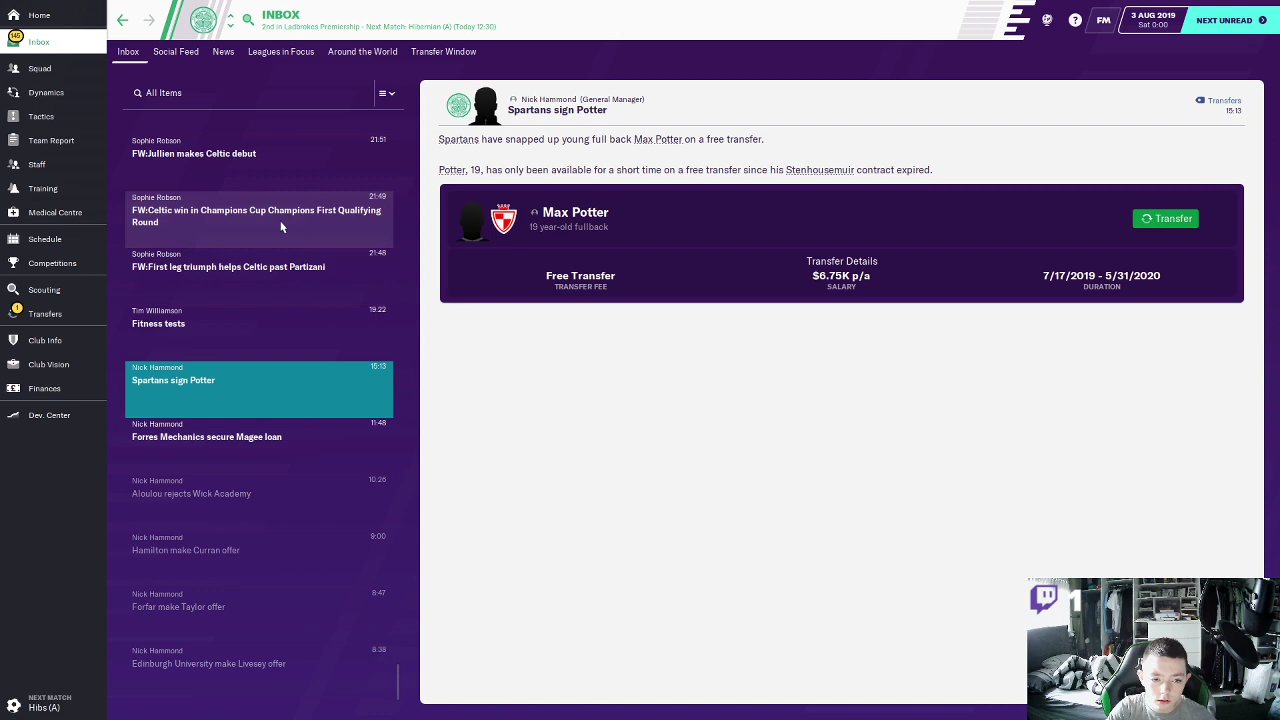 Home
145
Inbox
Squad
Dynamics
Tactics
Team Report
Staff
Training
Medical Centre
Schedule
Competitions
Scouting
1
Transfers
Club Info
Club Vision
Finances
Dev. Center
NEXT MATCH
Hibs (A)
INBOX
2nd in Ladbrokes Premiership - Next Match: Hibernian (A) (Today 12:30)
?
FM
3 AUG 2019
Sat 0:00
NEXT UNREAD
Inbox
Social Feed
News
Leagues in Focus
Around the World
Transfer Window
All Items
Sophie Robson 21:51
FW:Jullien makes Celtic debut
Sophie Robson 21:49
FW:Celtic win in Champions Cup Champions First Qualifying
Round
Sophie Robson 21:48
FW:First leg triumph helps Celtic past Partizani
Tim Williamson 19:22
Fitness tests
Nick Hammond 15:13
Spartans sign Potter
Nick Hammond 11:48
Forres Mechanics secure Magee loan
Nick Hammond 10:26
Aloulou rejects Wick Academy
Nick Hammond 9:00
Hamilton make Curran offer
Nick Hammond 8:47
Forfar make Taylor offer
Nick Hammond 8:38
Edinburgh University make Livesey offer
Nick Hammond (General Manager)
Spartans sign Potter
Transfers
15:13
Spartans have snapped up young full back Max Potter on a free transfer.
Potter, 19, has only been available for a short time on a free transfer since his Stenhousemuir contract expired.
Max Potter
19 year-old fullback
Transfer
Transfer Details
Free Transfer
TRANSFER FEE
$6.75K p/a
SALARY
7/17/2019 - 5/31/2020
DURATION
1